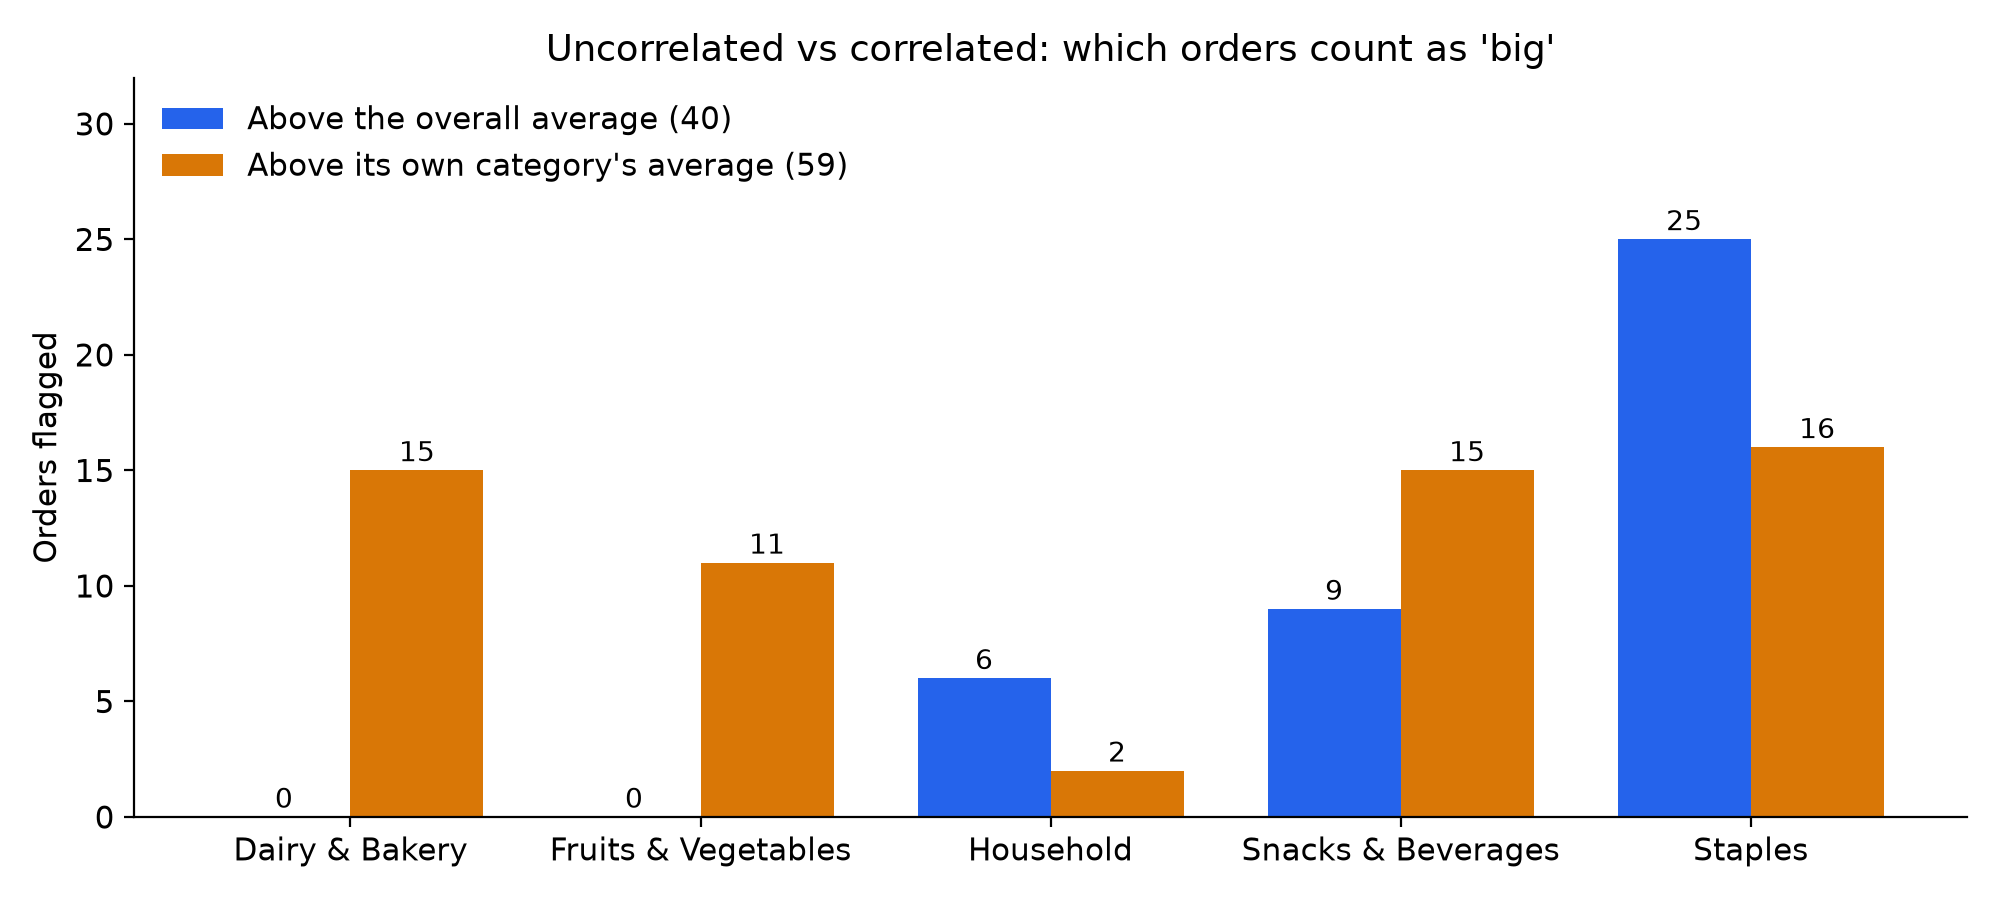 Uncorrelated vs correlated: which orders count as 'big'
Above the overall average (40)
Above its own category's average (59)
Orders flagged
30
25
20
15
10
5
0
0
15
0
11
6
2
9
15
25
16
Dairy & Bakery
Fruits & Vegetables
Household
Snacks & Beverages
Staples